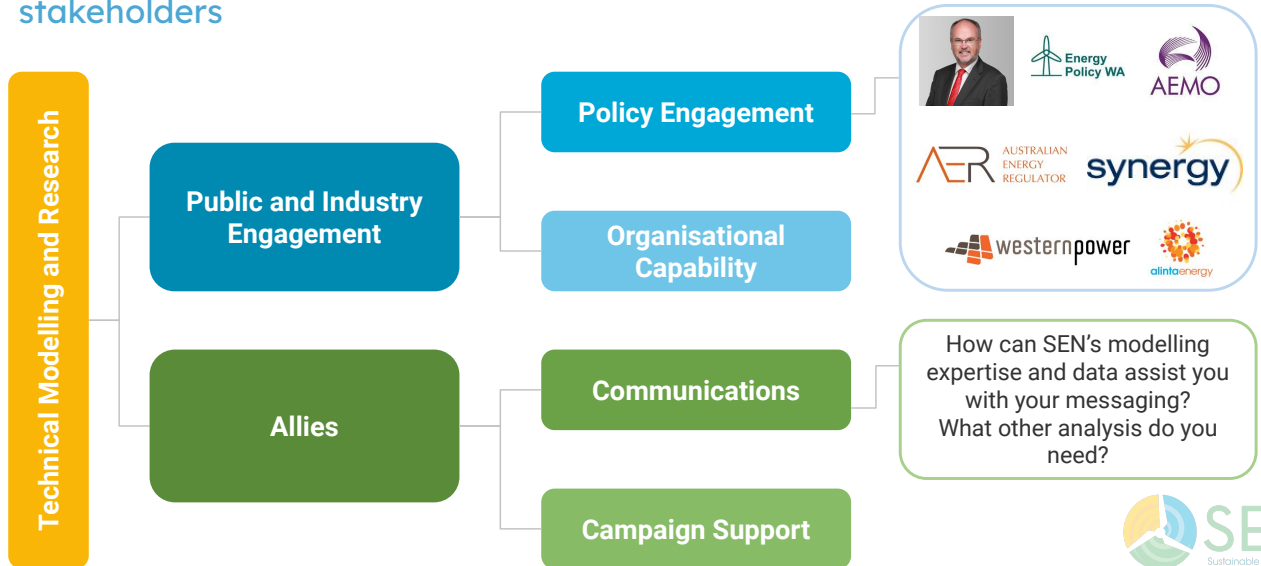 stakeholders
Technical Modelling and Research
Public and Industry
Engagement
Allies
Policy Engagement
Organisational
Capability
Communications
Campaign Support
Energy
Policy WA
AEMO
AER
AUSTRALIAN
ENERGY
REGULATOR
synergy
westernpower
alintaenergy
How can SEN’s modelling
expertise and data assist you
with your messaging?
What other analysis do you
need?
SE
Sustainable